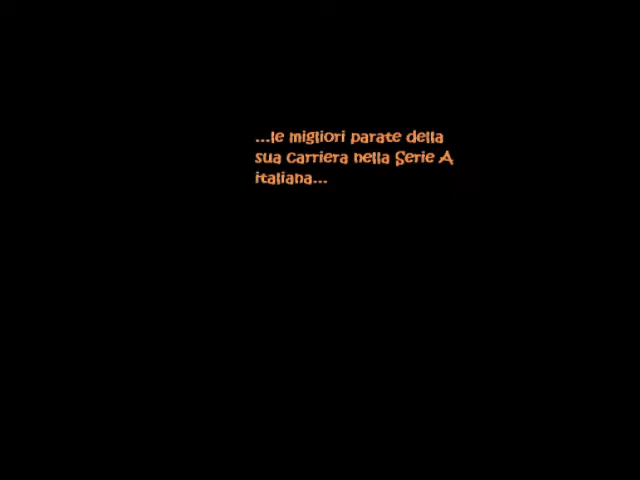 ...le migliori parate della
sua carriera nella Serie A
italiana...